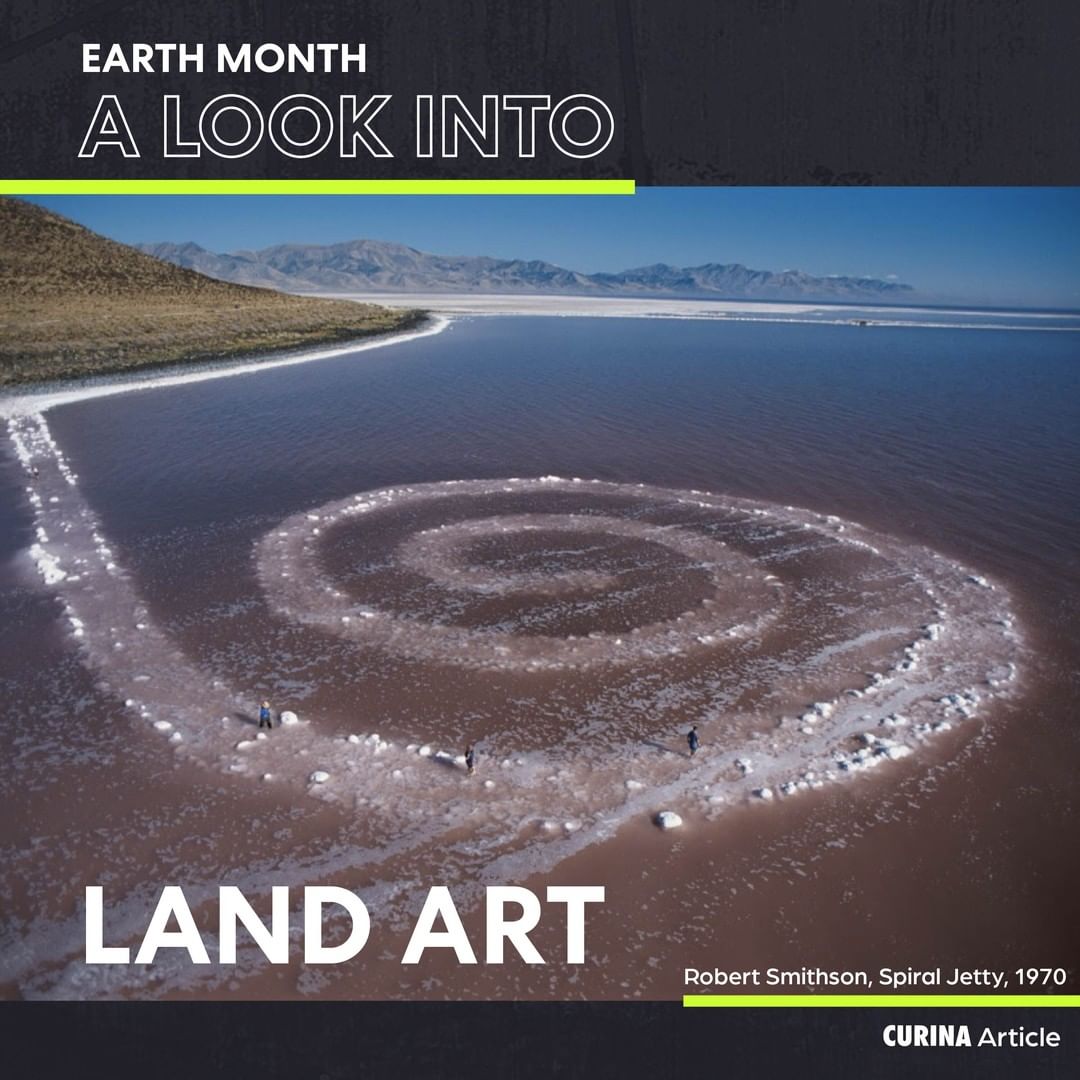 EARTH MONTH
A LOOK INTO
LAND ART
Robert Smithson, Spiral Jetty, 1970
CURINA Article